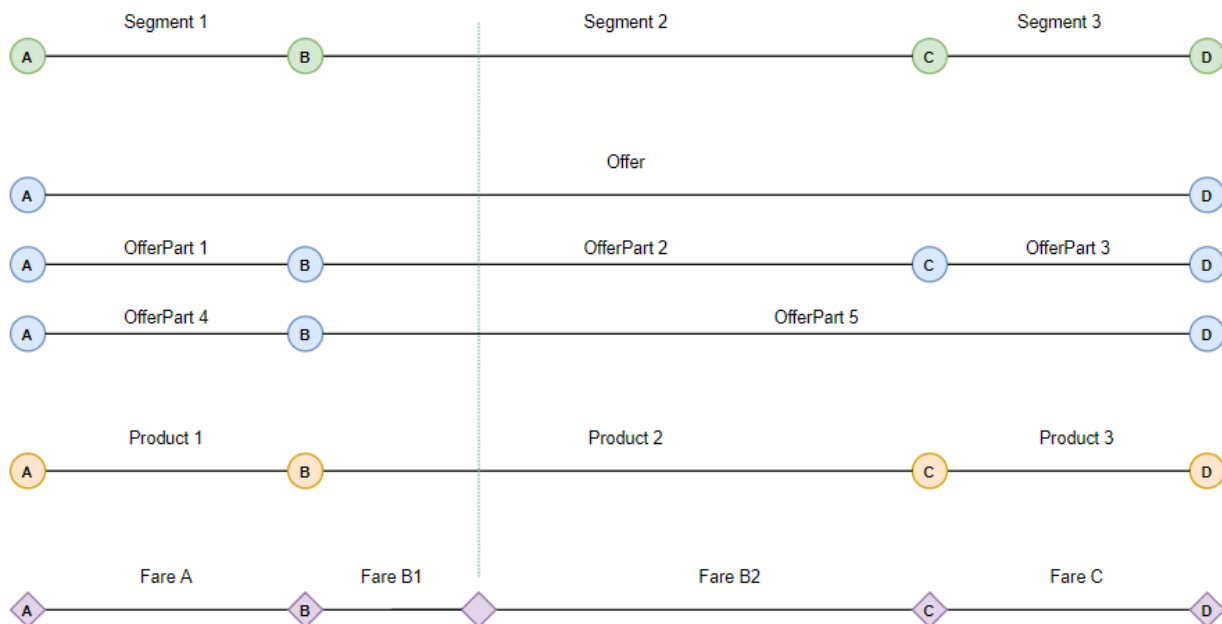 Segment 1 Segment 2 Segment 3
A B C D
Offer
A D
OfferPart 1 OfferPart 2 OfferPart 3
A B C D
OfferPart 4 OfferPart 5
A B D
Product 1 Product 2 Product 3
A B C D
Fare A Fare B1 Fare B2 Fare C
A B C D